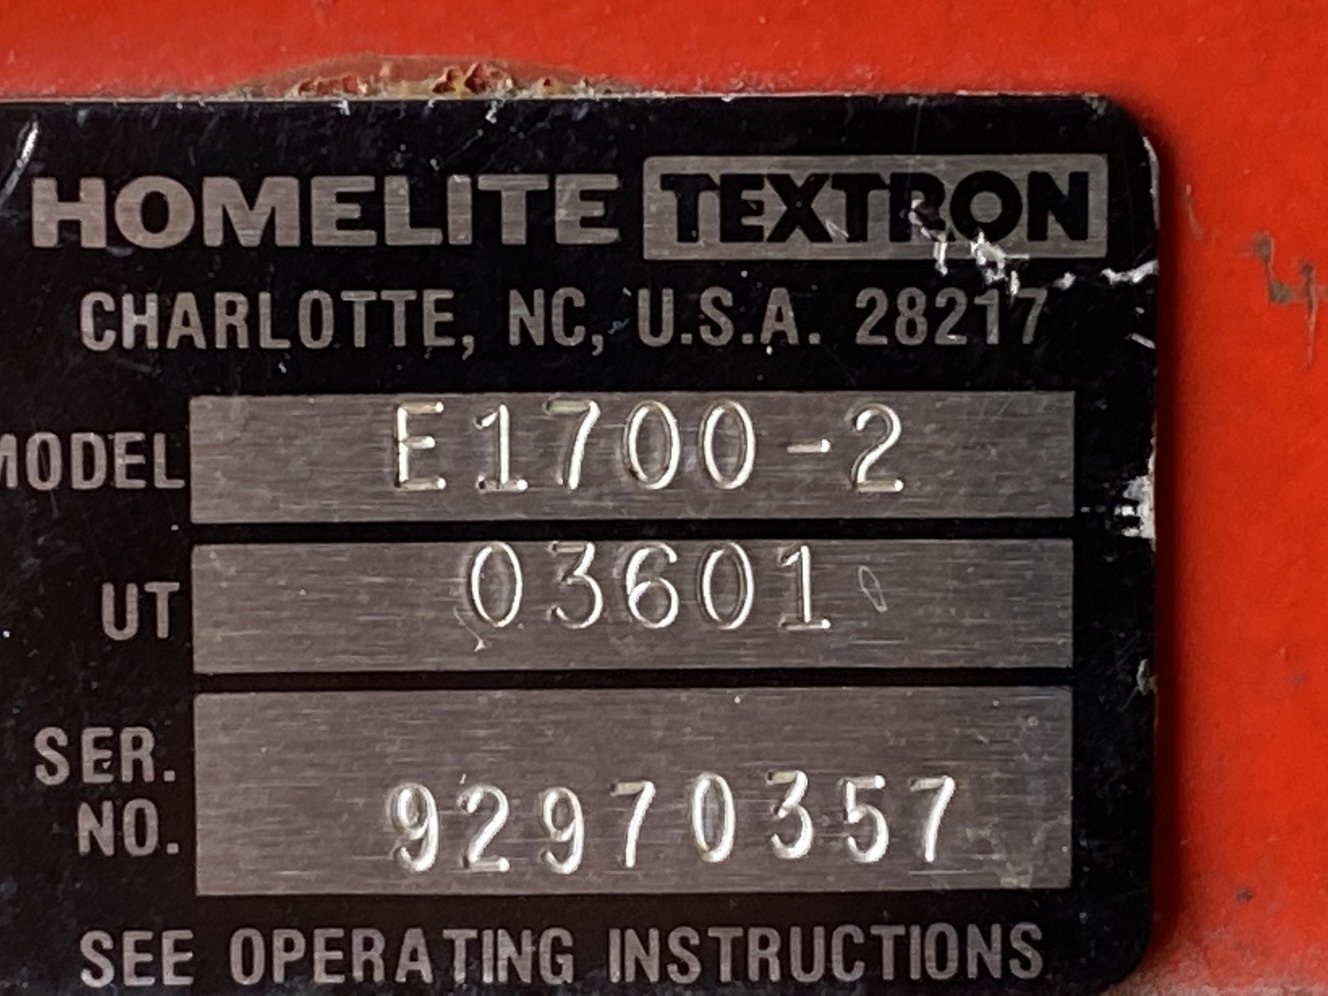 HOMELITE TEXTRON
CHARLOTTE, NC, U.S.A. 28217
MODEL E1700-2
UT 03601
SER.
NO. 92970357
SEE OPERATING INSTRUCTIONS